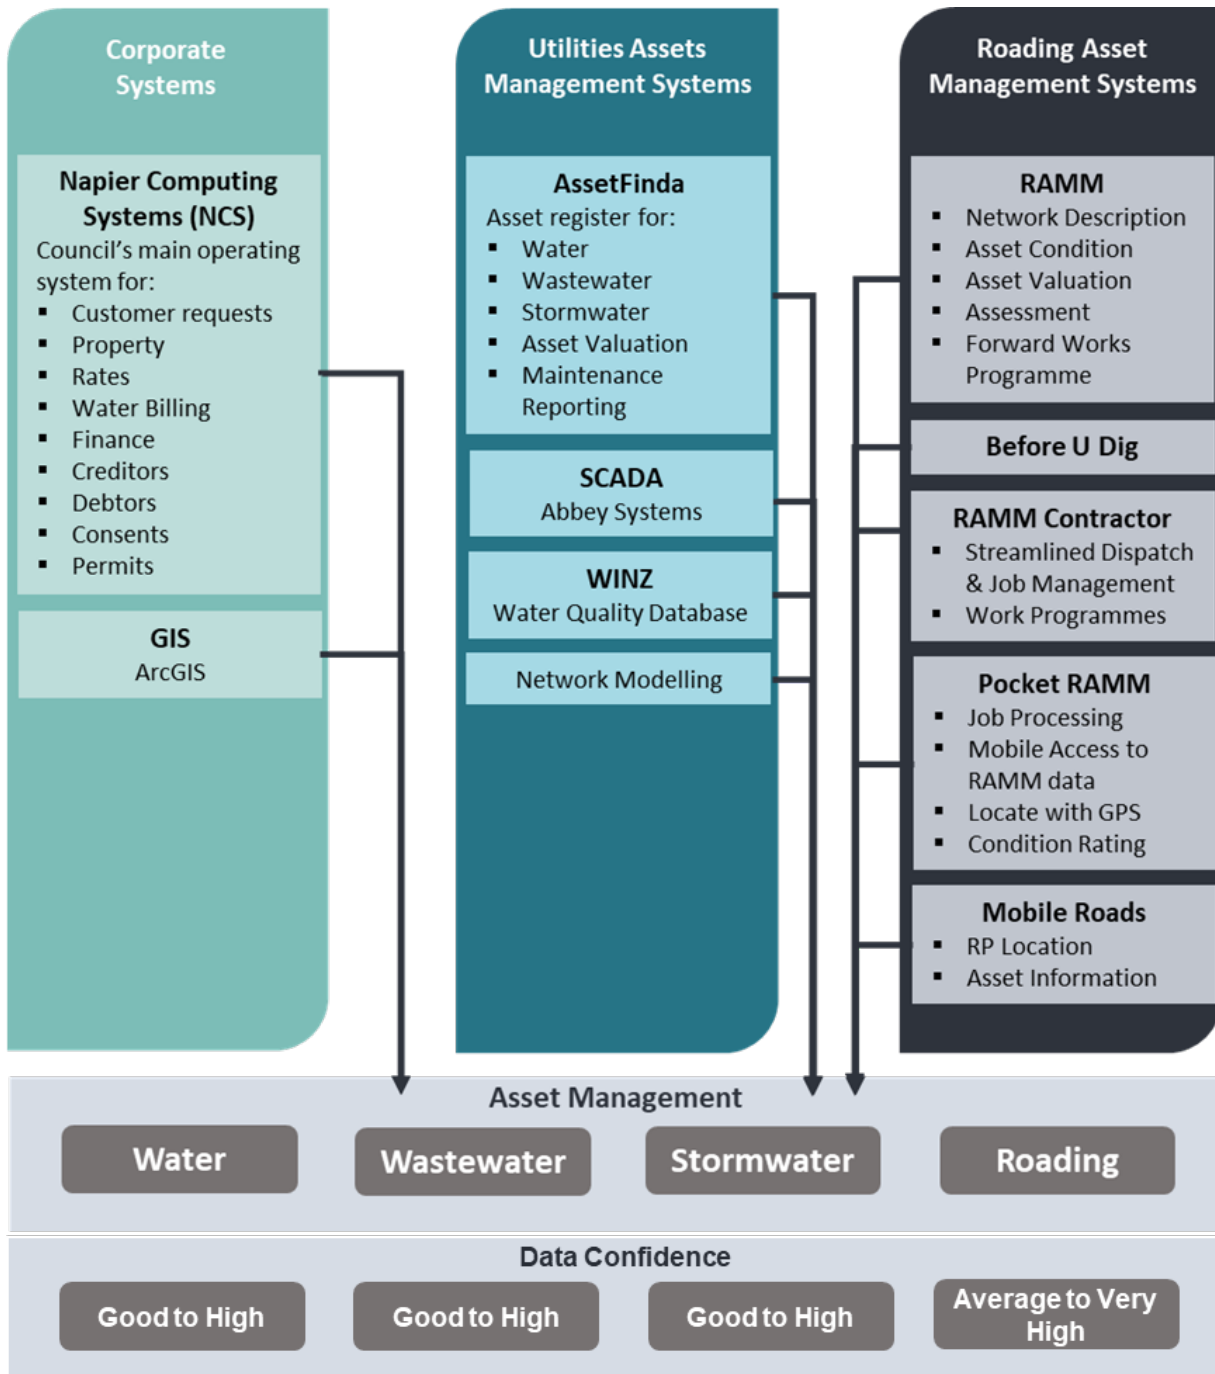 Corporate
Systems
Napier Computing
Systems (NCS)
Council's main operating
system for:
▪ Customer requests
▪ Property
▪ Rates
▪ Water Billing
▪ Finance
▪ Creditors
▪ Debtors
▪ Consents
▪ Permits
GIS
ArcGIS
Utilities Assets
Management Systems
AssetFinda
Asset register for:
▪ Water
▪ Wastewater
▪ Stormwater
▪ Asset Valuation
▪ Maintenance
Reporting
SCADA
Abbey Systems
WINZ
Water Quality Database
Network Modelling
Roading Asset
Management Systems
RAMM
▪ Network Description
▪ Asset Condition
▪ Asset Valuation
▪ Assessment
▪ Forward Works
Programme
Before U Dig
RAMM Contractor
▪ Streamlined Dispatch
& Job Management
▪ Work Programmes
Pocket RAMM
▪ Job Processing
▪ Mobile Access to
RAMM data
▪ Locate with GPS
▪ Condition Rating
Mobile Roads
▪ RP Location
▪ Asset Information
Asset Management
Water
Wastewater
Stormwater
Roading
Data Confidence
Good to High
Good to High
Good to High
Average to Very
High